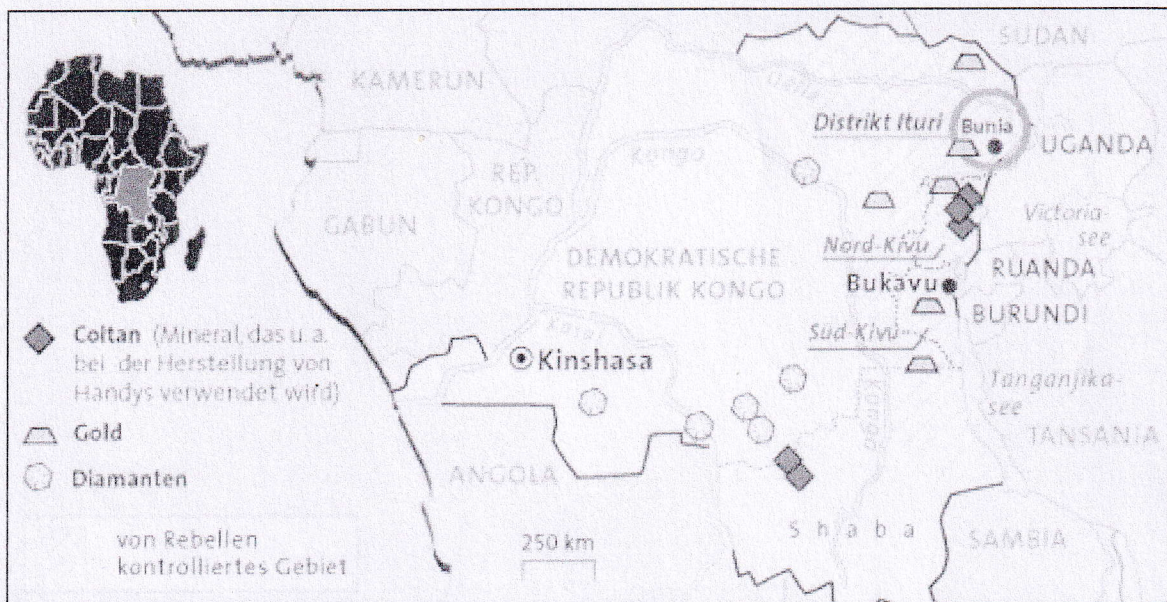 SUDAN
KAMERUN
Uele
Distrikt Ituri
Bunia
UGANDA
Kongo
REP.
KONGO
GABUN
Victoria-
see
Nord-Kivu
DEMOKRATISCHE
REPUBLIK KONGO
RUANDA
Bukavu
BURUNDI
Coltan (Mineral, das u. a.
bei der Herstellung von
Handys verwendet wird)
Kasai
Süd-Kivu
Kinshasa
Tanganjika-
see
Kongo
Gold
TANSANIA
Diamanten
ANGOLA
Shaba
SAMBIA
von Rebellen
kontrolliertes Gebiet
250 km